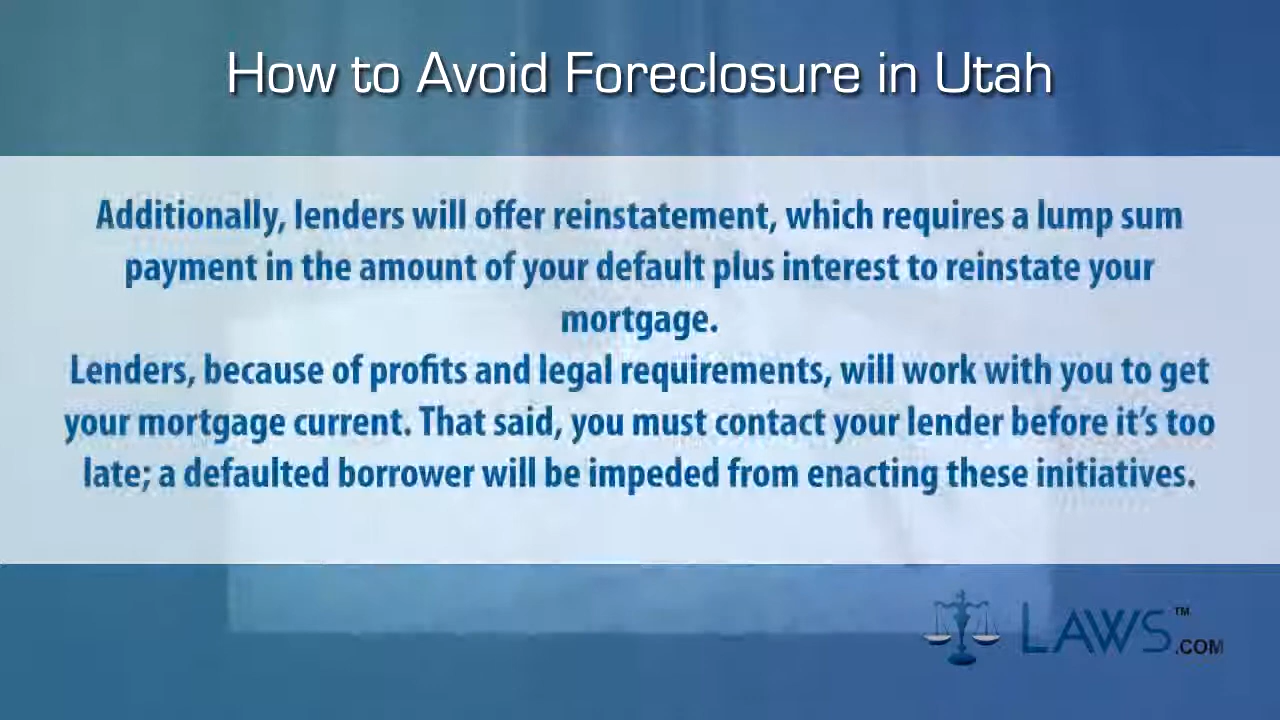 How to Avoid Foreclosure in Utah
Additionally, lenders will offer reinstatement, which requires a lump sum
payment in the amount of your default plus interest to reinstate your
mortgage.
Lenders, because of profits and legal requirements, will work with you to get
your mortgage current. That said, you must contact your lender before it's too
late; a defaulted borrower will be impeded from enacting these initiatives.
LAWS™.COM